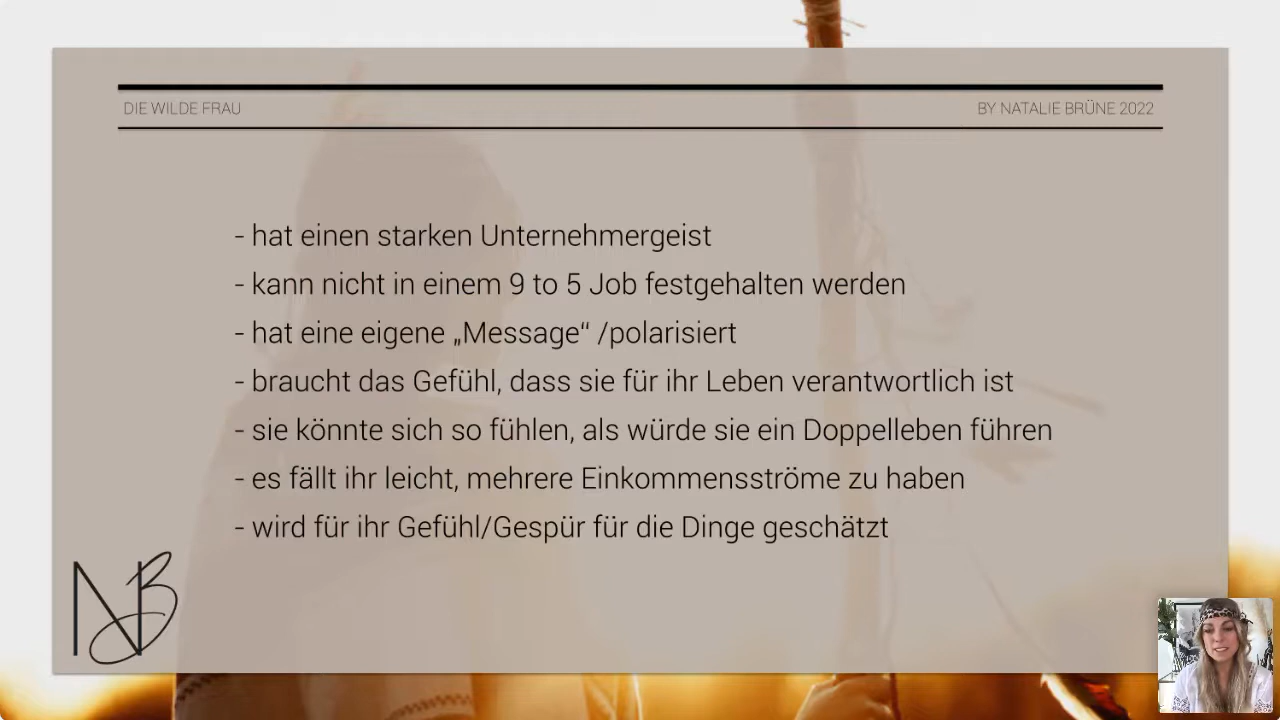 DIE WILDE FRAU
BY NATALIE BRÜNE 2022
- hat einen starken Unternehmergeist
- kann nicht in einem 9 to 5 Job festgehalten werden
- hat eine eigene „Message“ /polarisiert
- braucht das Gefühl, dass sie für ihr Leben verantwortlich ist
- sie könnte sich so fühlen, als würde sie ein Doppelleben führen
- es fällt ihr leicht, mehrere Einkommensströme zu haben
- wird für ihr Gefühl/Gespür für die Dinge geschätzt
NB